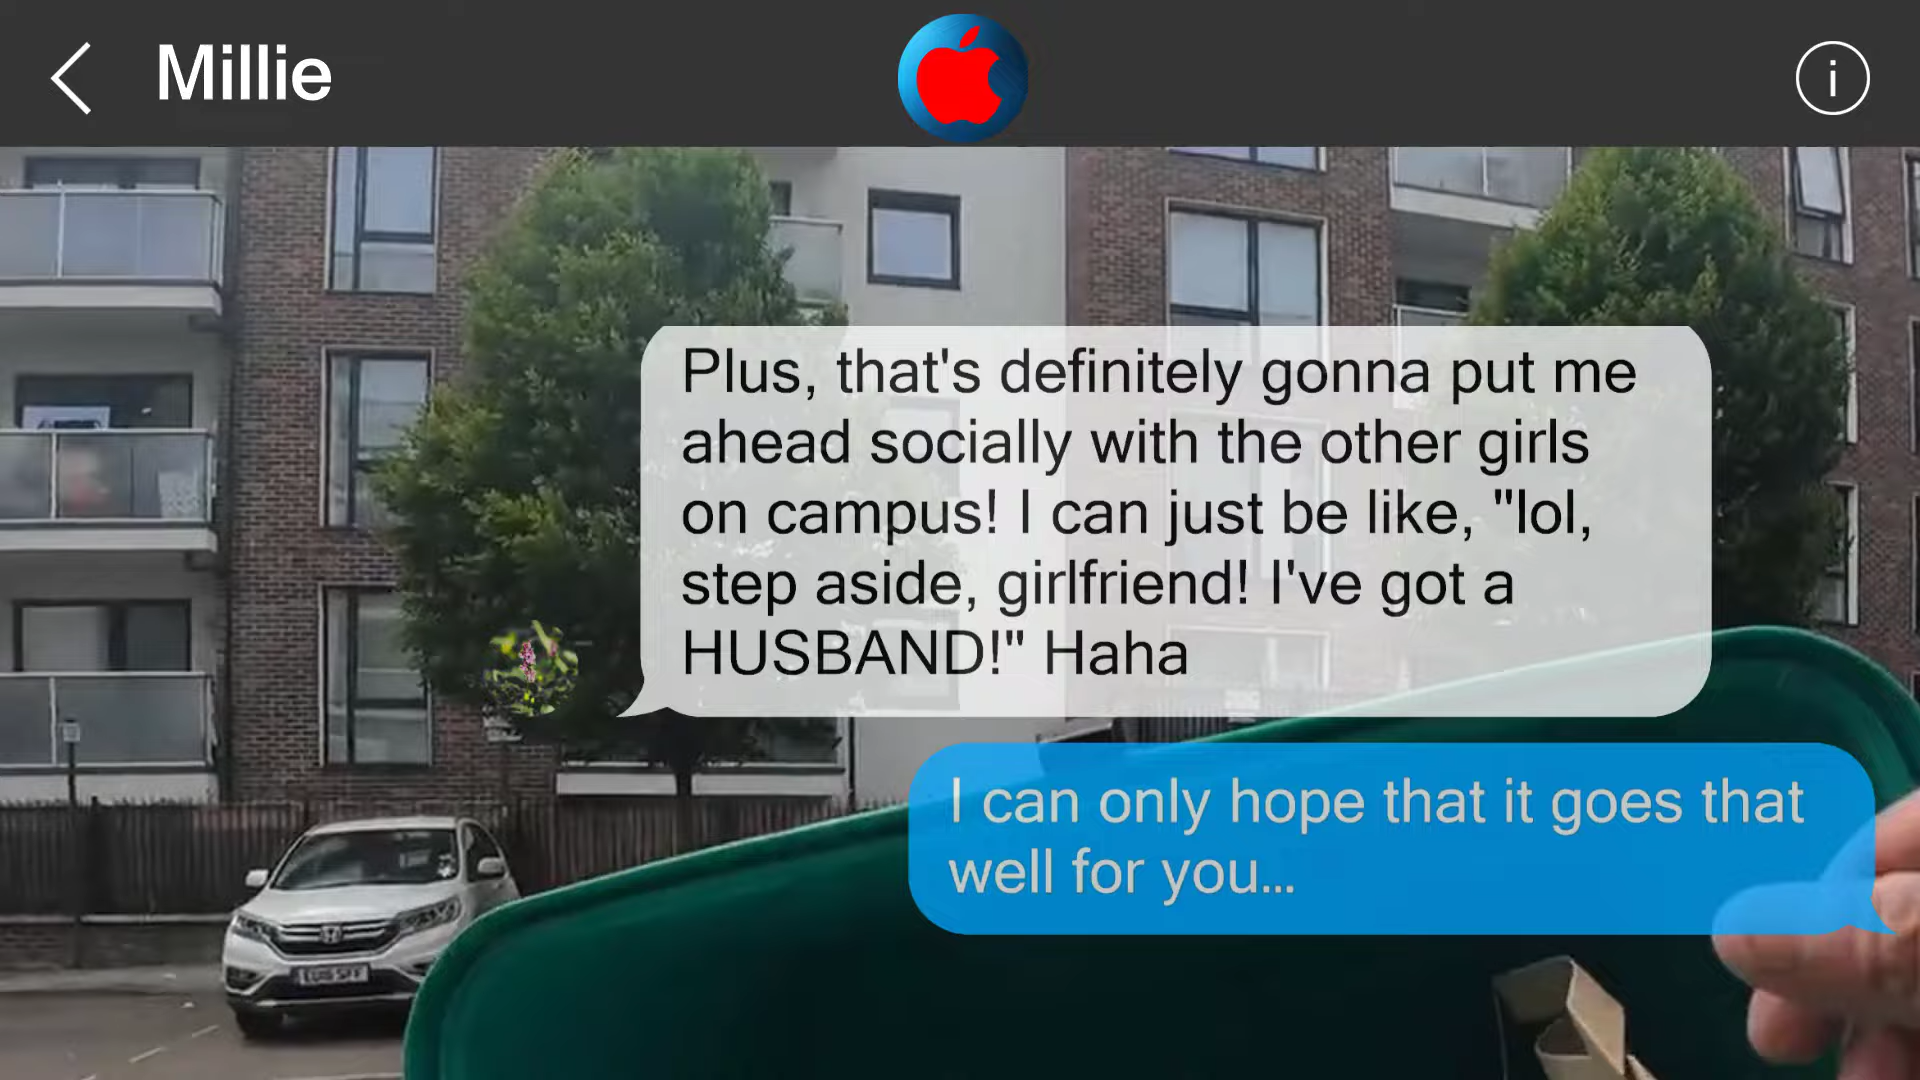 Millie
i
Plus, that's definitely gonna put me
ahead socially with the other girls
on campus! I can just be like, "lol,
step aside, girlfriend! I've got a
HUSBAND!" Haha
I can only hope that it goes that
well for you...